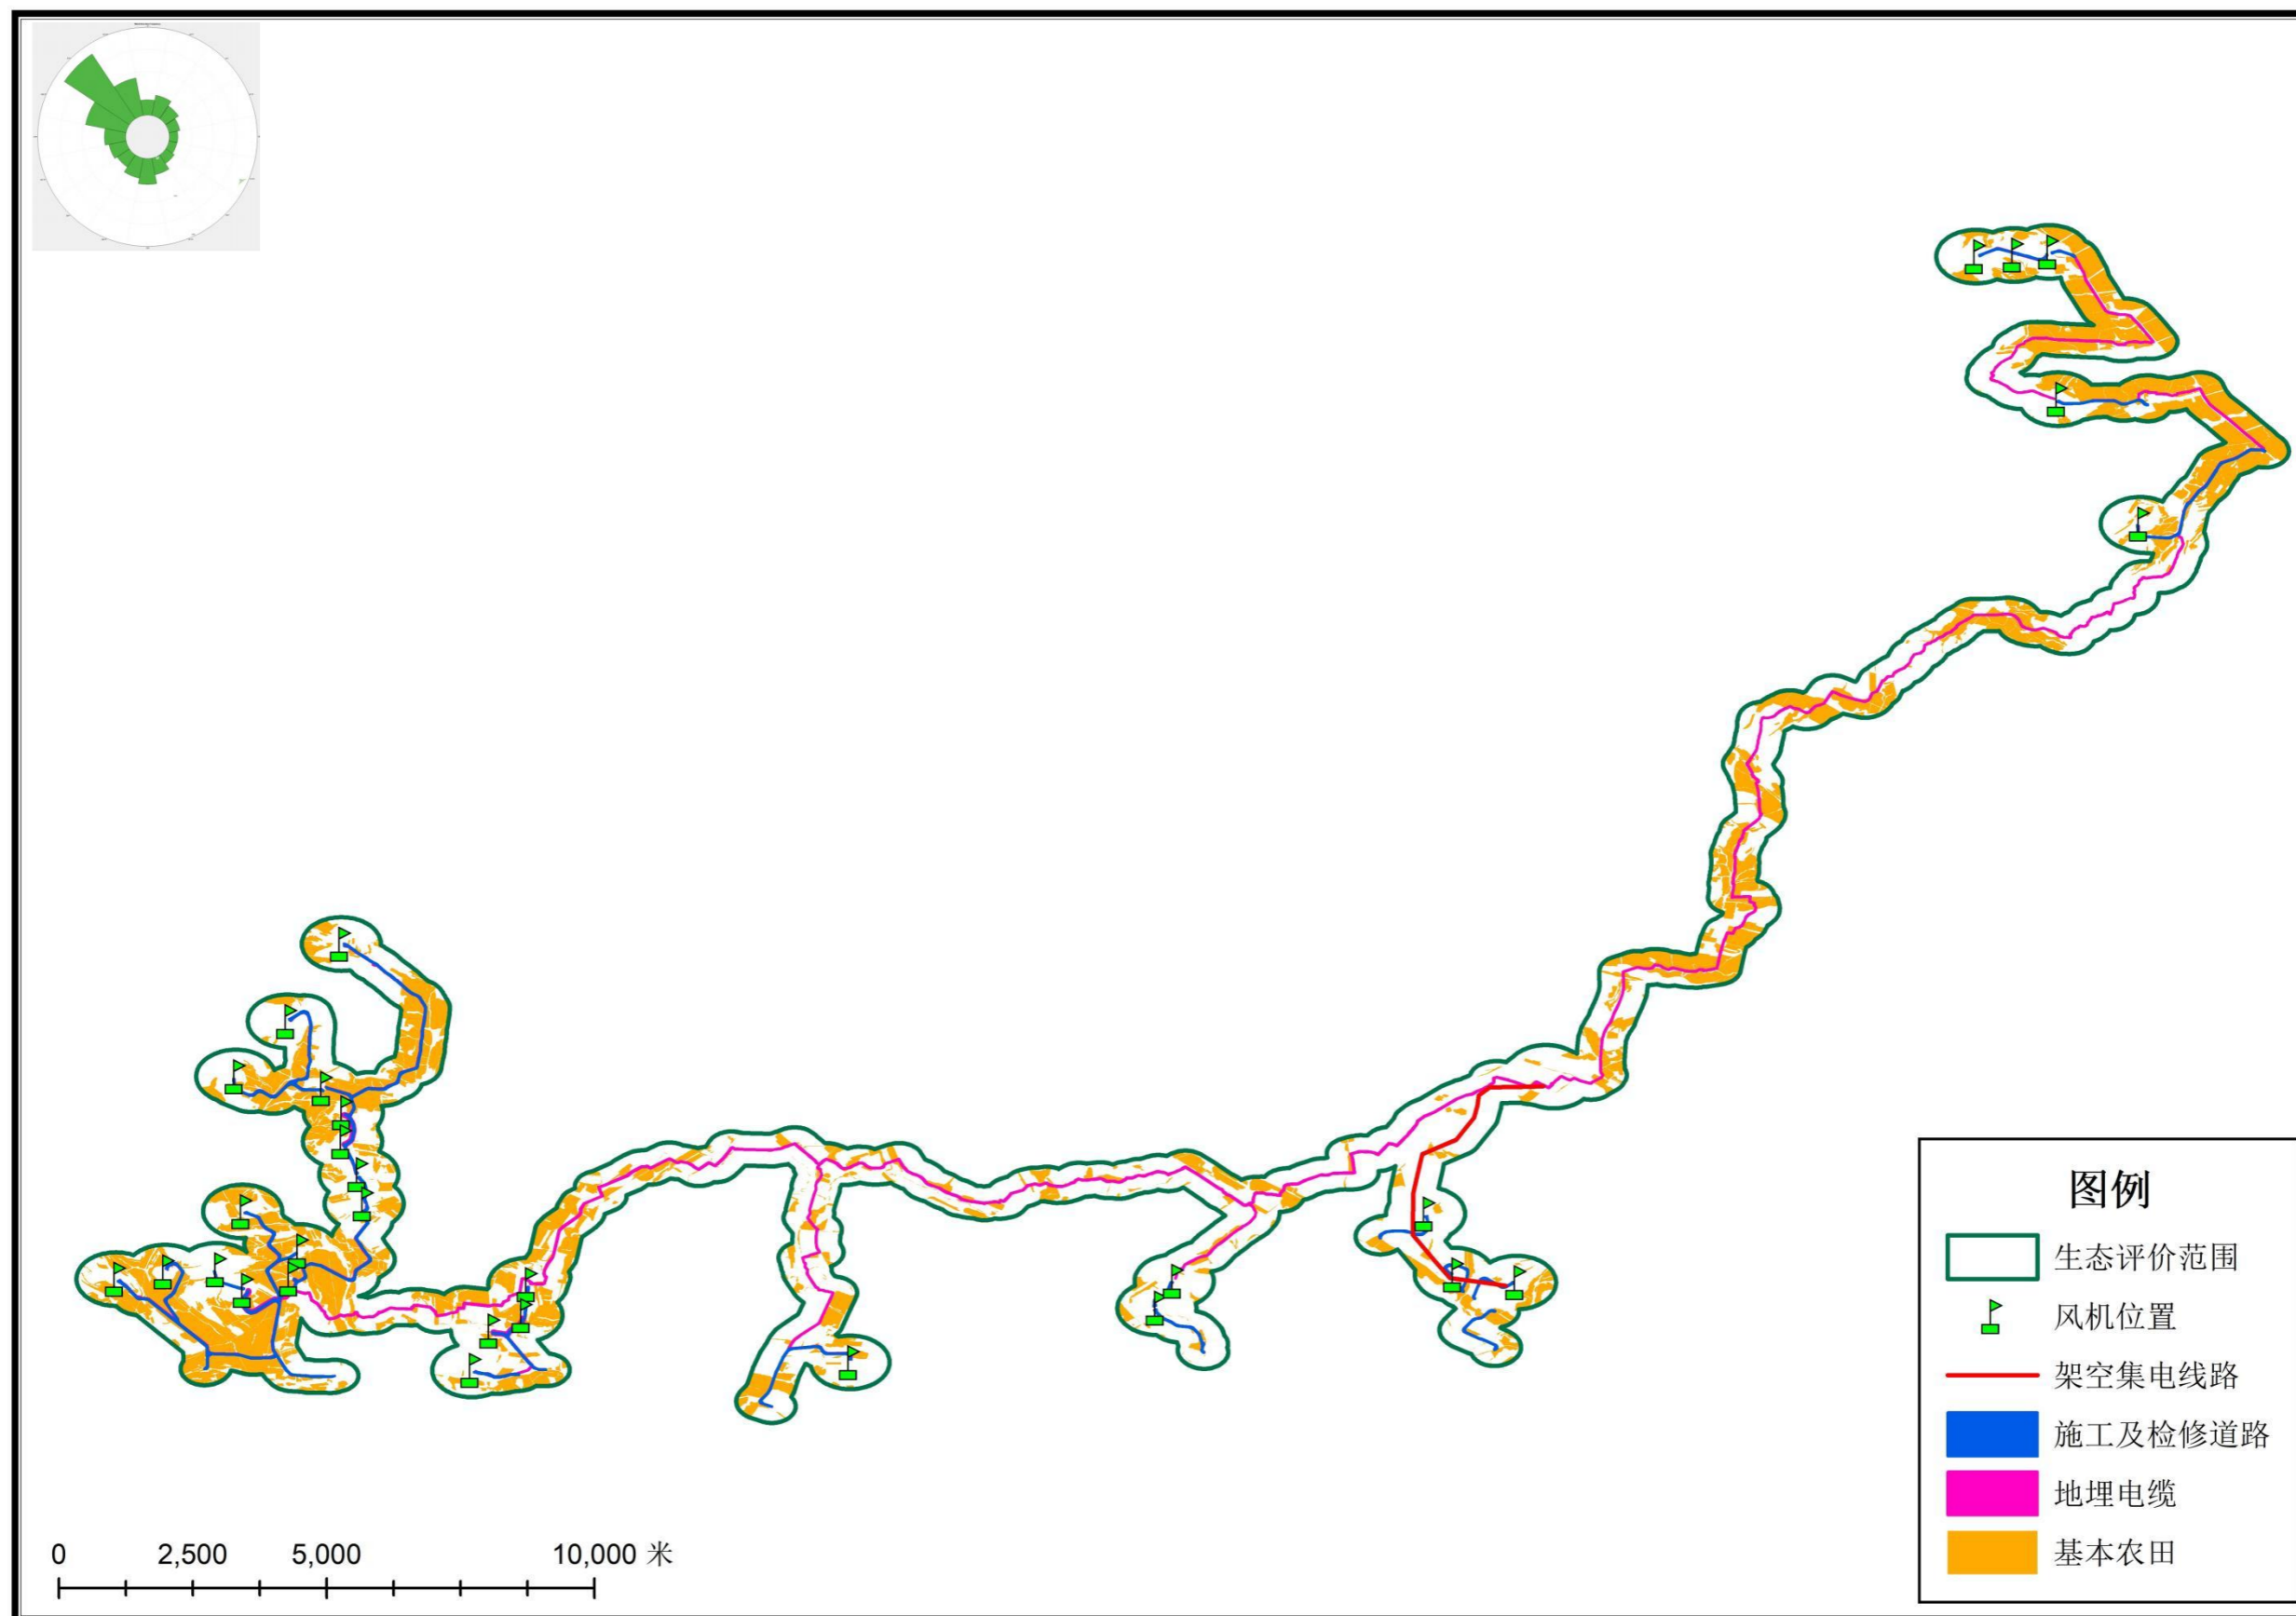 图例
生态评价范围
风机位置
架空集电线路
施工及检修道路
地埋电缆
基本农田
0 2,500 5,000 10,000 米